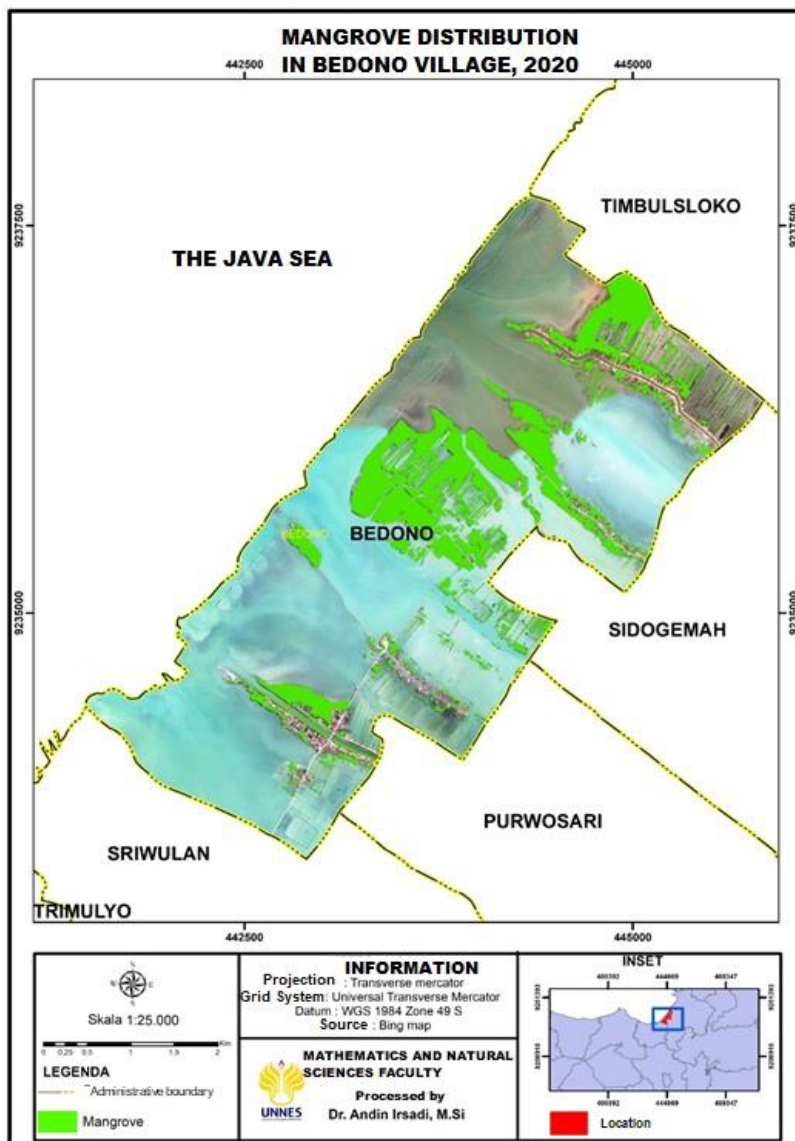 MANGROVE DISTRIBUTION
IN BEDONO VILLAGE, 2020
442500
445000
TIMBULSLOKO
9237500
9237500
THE JAVA SEA
BEDONO
BEDONO
9235000
9235000
SIDOGEMAH
PURWOSARI
SRIWULAN
TRIMULYO
442500
445000
N
Skala 1:25.000
0 0,25 0,5 1 1,5 2 Km
LEGENDA
Administrative boundary
Mangrove
INFORMATION
Projection : Transverse mercator
Grid System: Universal Transverse Mercator
Datum : WGS 1984 Zone 49 S
Source : Bing map
UNNES
MATHEMATICS AND NATURAL
SCIENCES FACULTY
Processed by
Dr. Andin Irsadi, M.Si
INSET
Location